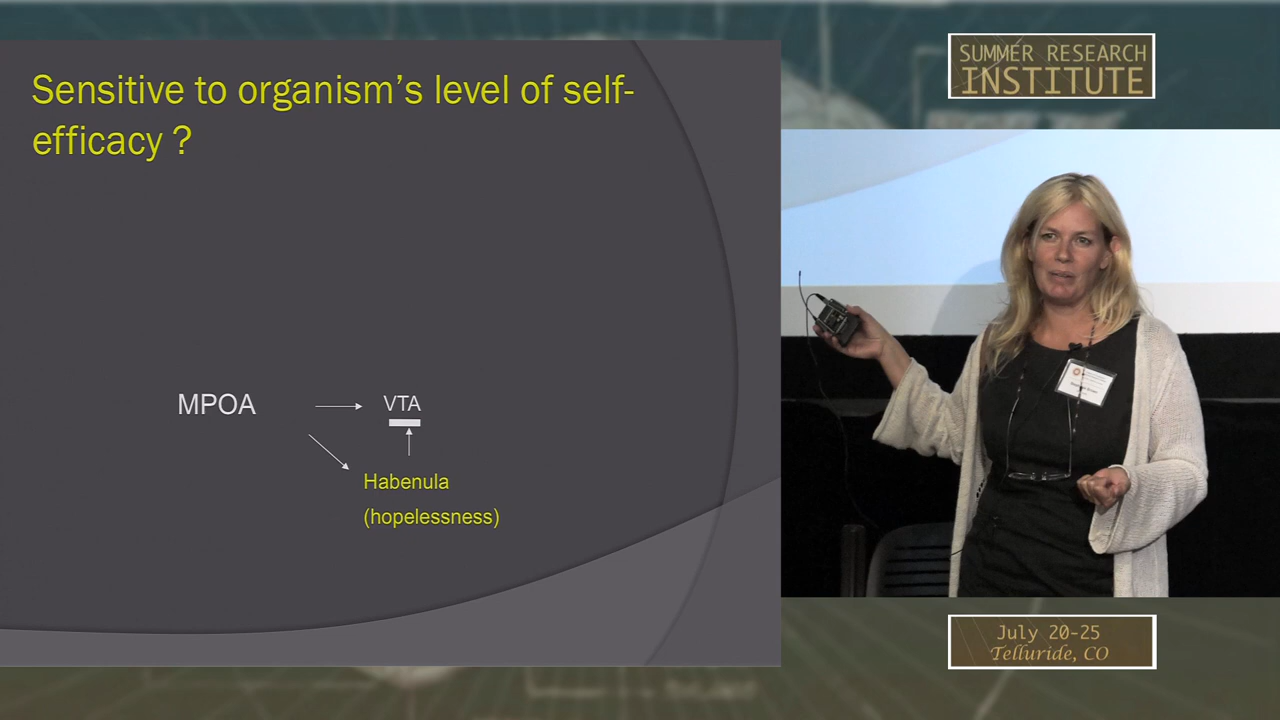 Sensitive to organism's level of self-
efficacy ?
MPOA
VTA
Habenula
(hopelessness)
SUMMER RESEARCH
INSTITUTE
July 20-25
Telluride, CO